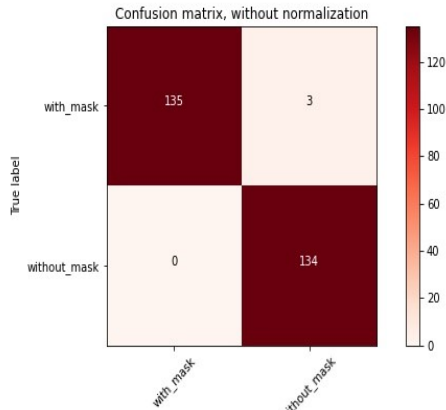 Confusion matrix, without normalization
True label
with_mask
135
3
without_mask
0
134
with_mask
ithout_mask
120
100
80
60
40
20
0